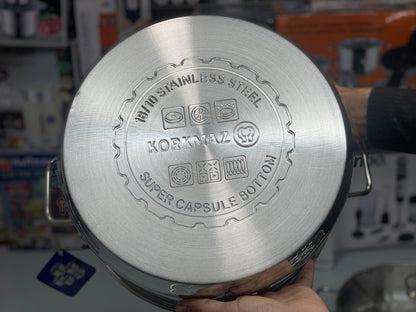 18/10 STAINLESS STEEL
KORKMAZ
SUPER CAPSULE BOTTOM